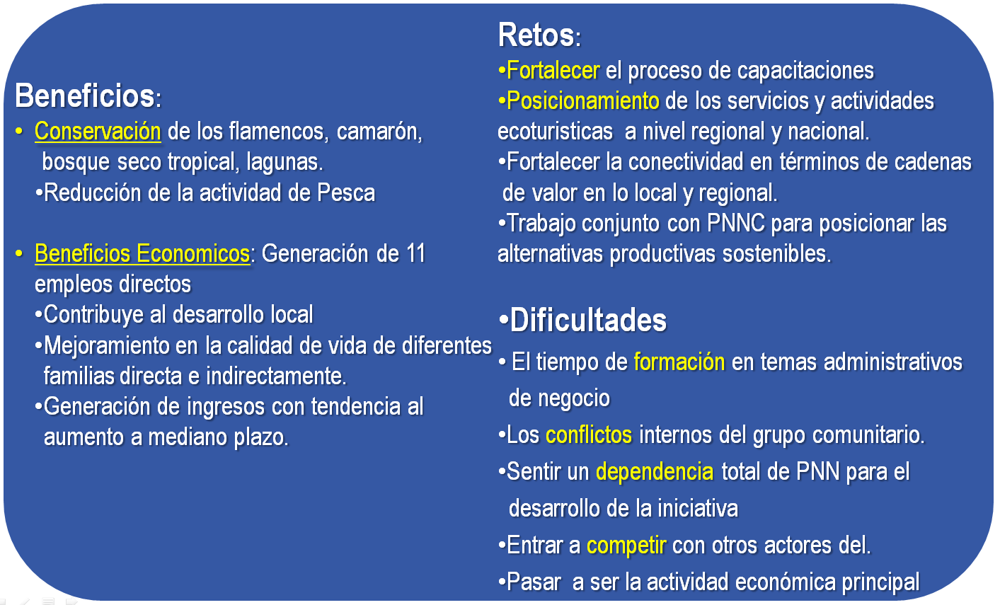 Beneficios:
• Conservación de los flamencos, camarón,
bosque seco tropical, lagunas.
•Reducción de la actividad de Pesca
• Beneficios Economicos: Generación de 11
empleos directos
•Contribuye al desarrollo local
•Mejoramiento en la calidad de vida de diferentes
familias directa e indirectamente.
•Generación de ingresos con tendencia al
aumento a mediano plazo.
Retos:
•Fortalecer el proceso de capacitaciones
•Posicionamiento de los servicios y actividades
ecoturisticas a nivel regional y nacional.
•Fortalecer la conectividad en términos de cadenas
de valor en lo local y regional.
•Trabajo conjunto con PNNC para posicionar las
alternativas productivas sostenibles.
•Dificultades
• El tiempo de formación en temas administrativos
de negocio
•Los conflictos internos del grupo comunitario.
•Sentir un dependencia total de PNN para el
desarrollo de la iniciativa
•Entrar a competir con otros actores del.
•Pasar a ser la actividad económica principal